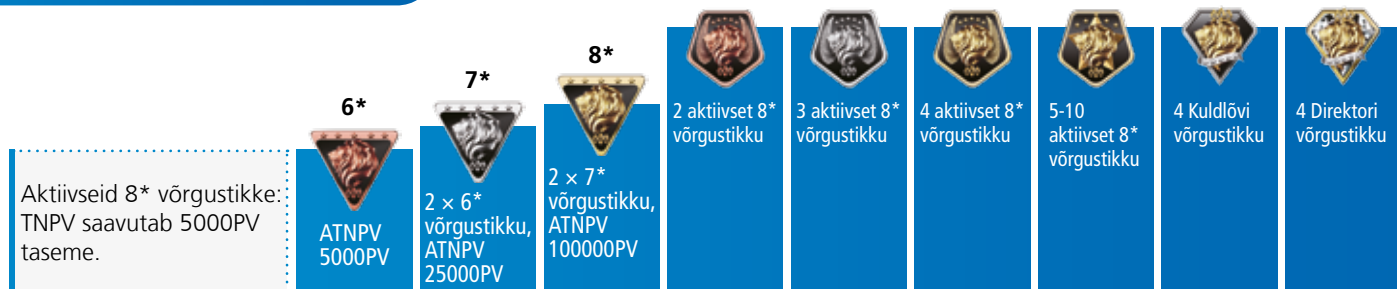 Aktiivseid 8* võrgustikke:
TNPV saavutab 5000PV
taseme.
6*
ATNPV
5000PV
7*
2 × 6*
võrgustikku,
ATNPV
25000PV
8*
2 × 7*
võrgustikku,
ATNPV
100000PV
2 aktiivset 8*
võrgustikku
3 aktiivset 8*
võrgustikku
4 aktiivset 8*
võrgustikku
5-10
aktiivset 8*
võrgustikku
4 Kuldlõvi
võrgustikku
4 Direktori
võrgustikku